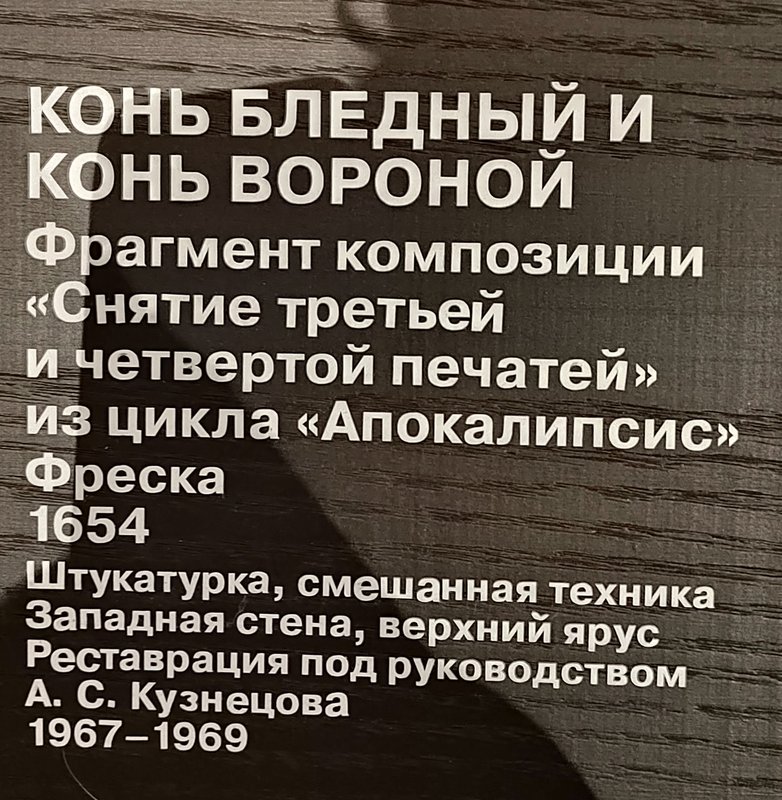 КОНЬ БЛЕДНЫЙ И
КОНЬ ВОРОНОЙ
Фрагмент композиции
«Снятие третьей
и четвертой печатей»
из цикла «Апокалипсис»
Фреска
1654
Штукатурка, смешанная техника
Западная стена, верхний ярус
Реставрация под руководством
А. С. Кузнецова
1967–1969